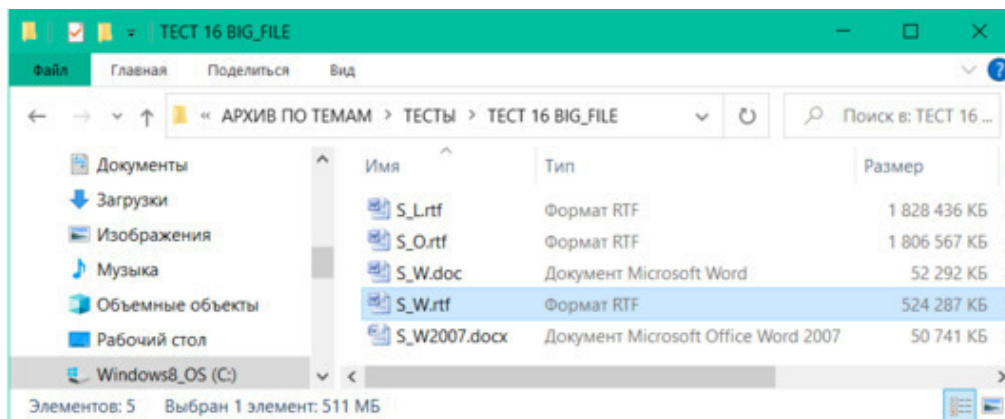 ТЕСТ 16 BIG_FILE
Файл Главная Поделиться Вид ?
« АРХИВ ПО ТЕМАМ > ТЕСТЫ > ТЕСТ 16 BIG_FILE Поиск в: ТЕСТ 16 ...
Документы
Загрузки
Изображения
Музыка
Объемные объекты
Рабочий стол
Windows8_OS (C:)
Имя Тип Размер
S_L.rtf Формат RTF 1 828 436 КБ
S_O.rtf Формат RTF 1 806 567 КБ
S_W.doc Документ Microsoft Word 52 292 КБ
S_W.rtf Формат RTF 524 287 КБ
S_W2007.docx Документ Microsoft Office Word 2007 50 741 КБ
Элементов: 5 Выбран 1 элемент: 511 МБ